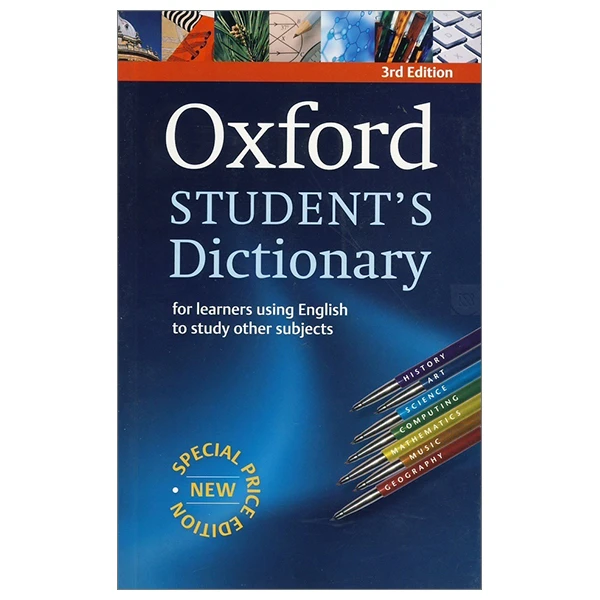 3rd Edition
Oxford
STUDENT'S
Dictionary
for learners using English
to study other subjects
HISTORY
ART
SCIENCE
COMPUTING
MATHEMATICS
MUSIC
GEOGRAPHY
SPECIAL PRICE EDITION
• NEW •